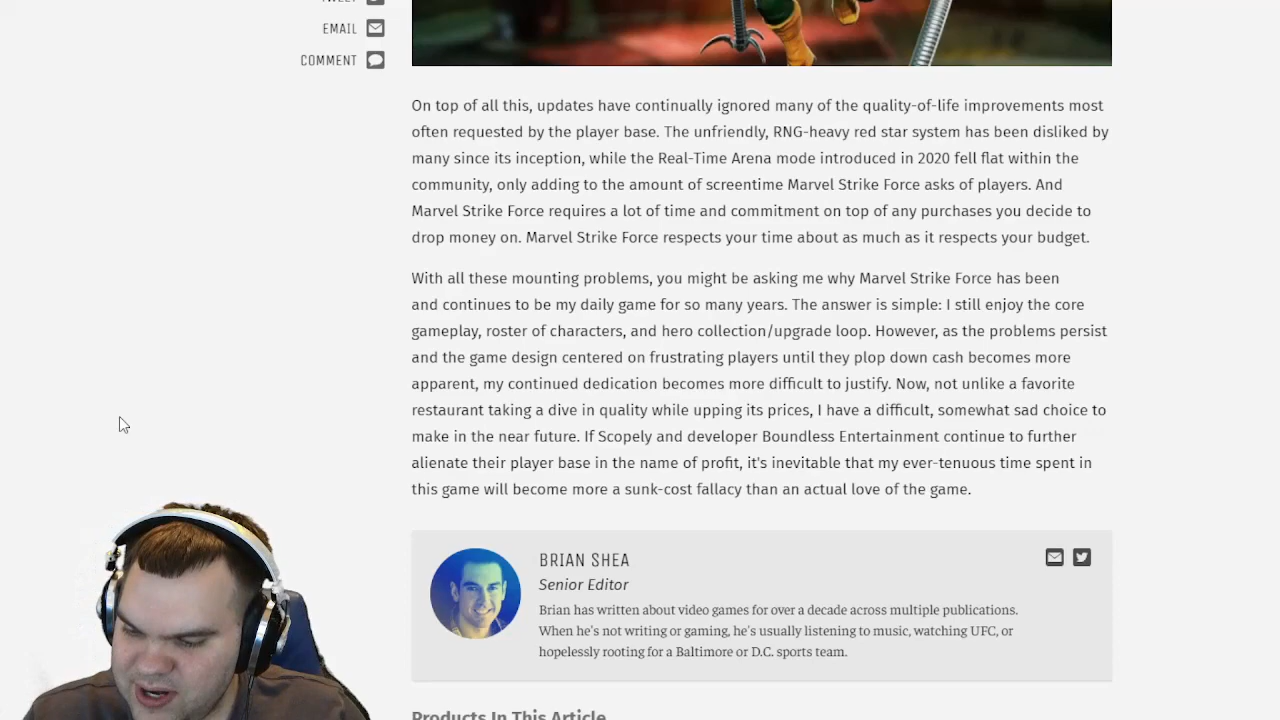 EMAIL
COMMENT
On top of all this, updates have continually ignored many of the quality-of-life improvements most
often requested by the player base. The unfriendly, RNG-heavy red star system has been disliked by
many since its inception, while the Real-Time Arena mode introduced in 2020 fell flat within the
community, only adding to the amount of screentime Marvel Strike Force asks of players. And
Marvel Strike Force requires a lot of time and commitment on top of any purchases you decide to
drop money on. Marvel Strike Force respects your time about as much as it respects your budget.
With all these mounting problems, you might be asking me why Marvel Strike Force has been
and continues to be my daily game for so many years. The answer is simple: I still enjoy the core
gameplay, roster of characters, and hero collection/upgrade loop. However, as the problems persist
and the game design centered on frustrating players until they plop down cash becomes more
apparent, my continued dedication becomes more difficult to justify. Now, not unlike a favorite
restaurant taking a dive in quality while upping its prices, I have a difficult, somewhat sad choice to
make in the near future. If Scopely and developer Boundless Entertainment continue to further
alienate their player base in the name of profit, it's inevitable that my ever-tenuous time spent in
this game will become more a sunk-cost fallacy than an actual love of the game.
BRIAN SHEA
Senior Editor
Brian has written about video games for over a decade across multiple publications.
When he's not writing or gaming, he's usually listening to music, watching UFC, or
hopelessly rooting for a Baltimore or D.C. sports team.
Products In This Article